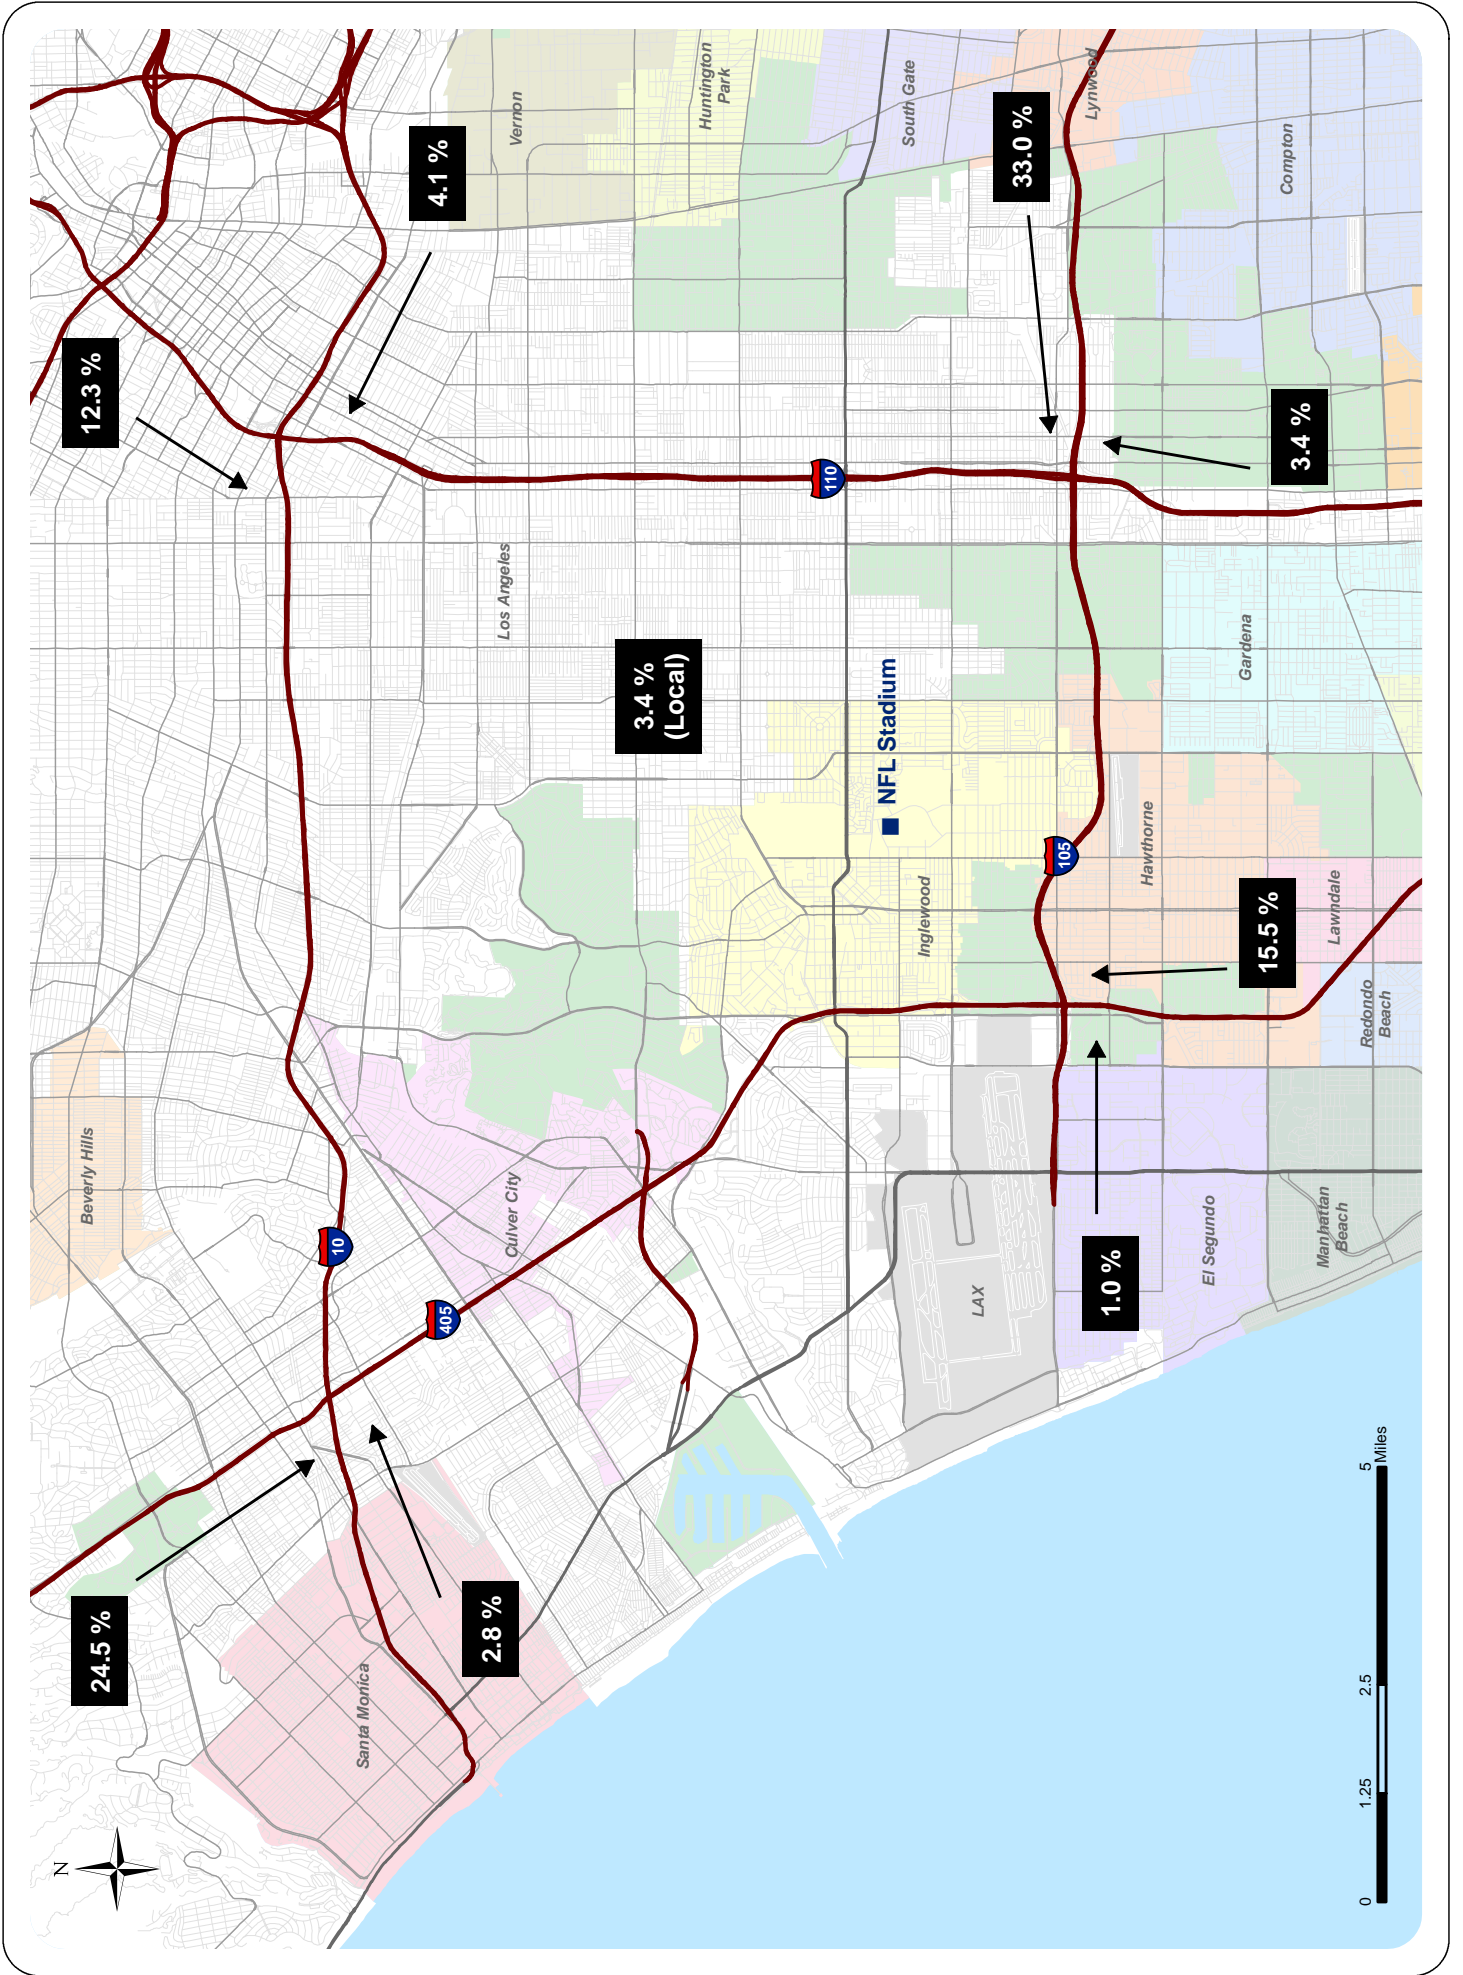 N
24.5 %
Santa Monica
2.8 %
Beverly Hills
10
405
Culver City
12.3 %
4.1 %
Los Angeles
3.4 %
(Local)
Vernon
Huntington
Park
South Gate
Lynwood
Compton
33.0 %
110
3.4 %
NFL Stadium
Inglewood
105
Hawthorne
Gardena
Lawndale
15.5 %
Redondo
Beach
LAX
1.0 %
El Segundo
Manhattan
Beach
0
1.25
2.5
5
Miles